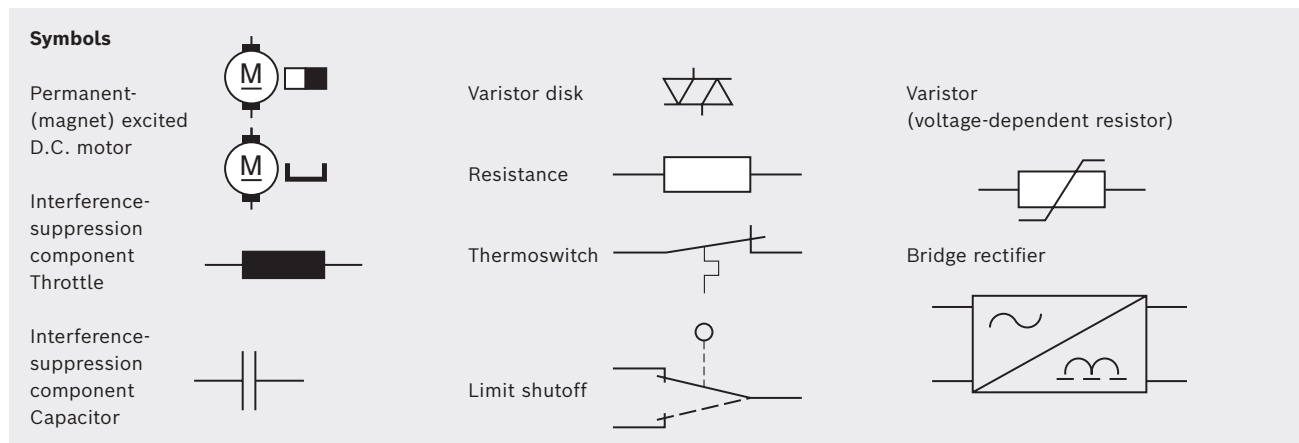 Symbols
Permanent-
(magnet) excited
D.C. motor
M
M
Interference-
suppression
component
Throttle
Interference-
suppression
component
Capacitor
Varistor disk
Resistance
Thermoswitch
Limit shutoff
Varistor
(voltage-dependent resistor)
Bridge rectifier